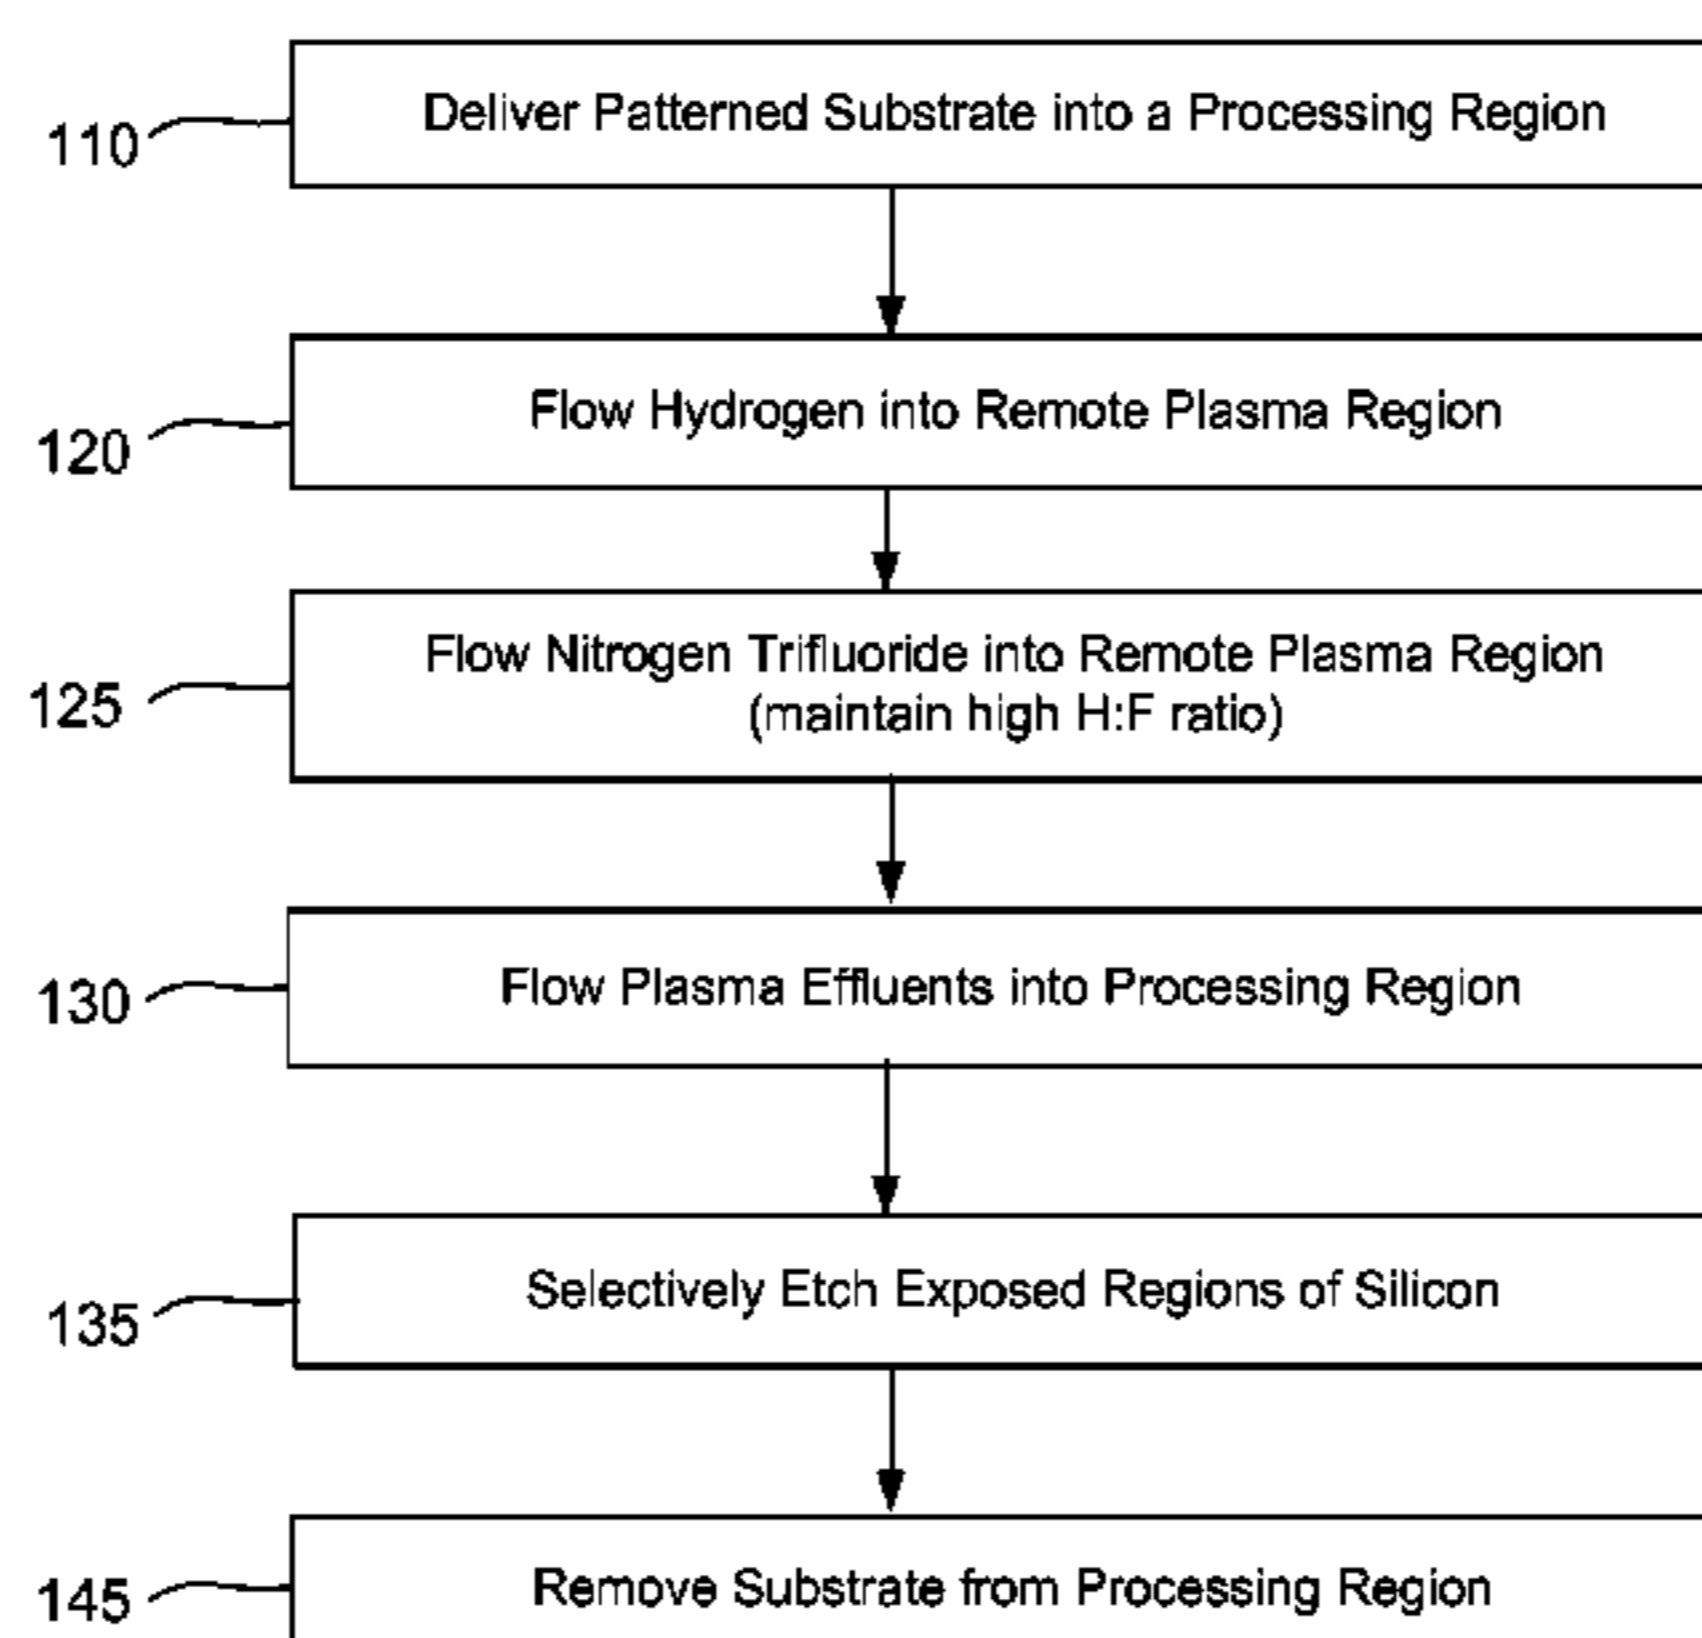 110
Deliver Patterned Substrate into a Processing Region
120
Flow Hydrogen into Remote Plasma Region
125
Flow Nitrogen Trifluoride into Remote Plasma Region
(maintain high H:F ratio)
130
Flow Plasma Effluents into Processing Region
135
Selectively Etch Exposed Regions of Silicon
145
Remove Substrate from Processing Region